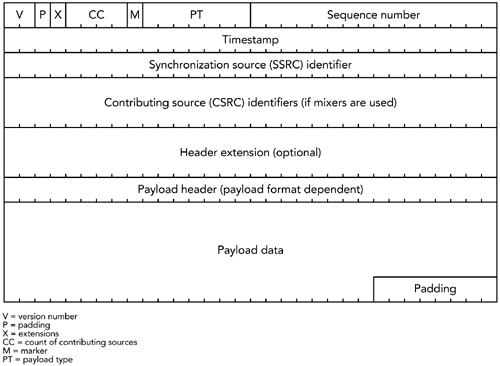 V P X CC M PT Sequence number
Timestamp
Synchronization source (SSRC) identifier
Contributing source (CSRC) identifiers (if mixers are used)
Header extension (optional)
Payload header (payload format dependent)
Payload data
Padding
V = version number
P = padding
X = extensions
CC = count of contributing sources
M = marker
PT = payload type